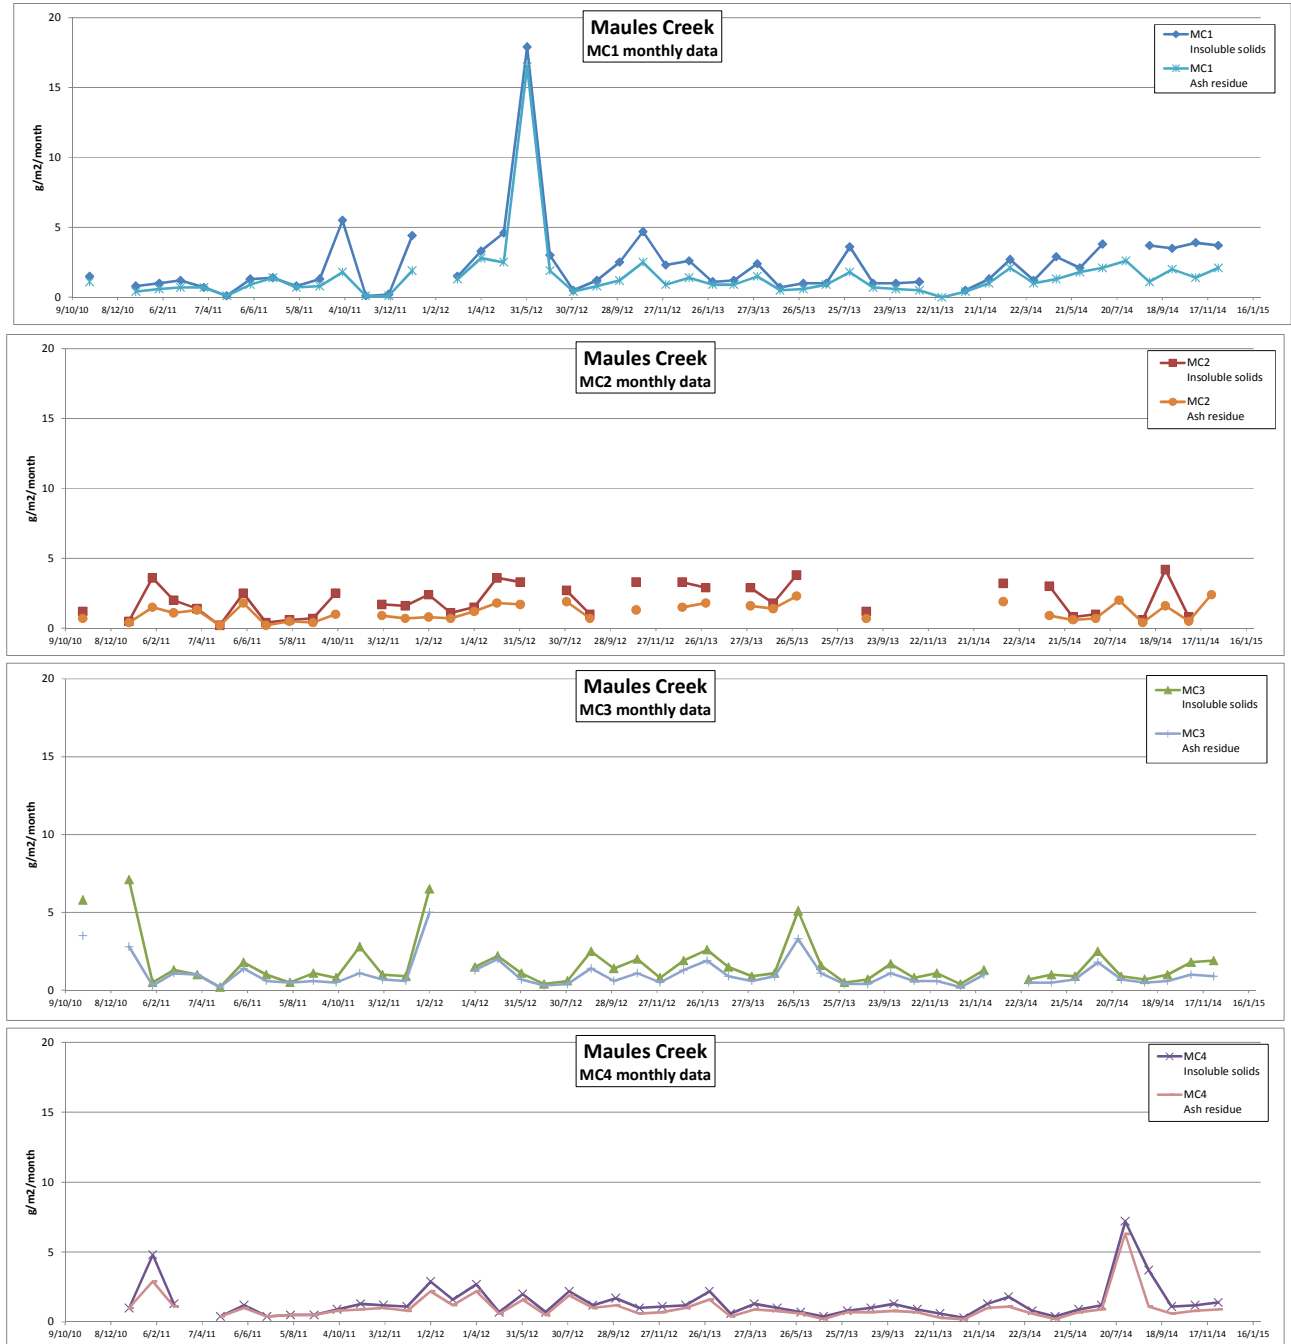 Maules Creek
MC1 monthly data
MC1
Insoluble solids
MC1
Ash residue
g/m2/month
20
15
10
5
0
9/10/10 8/12/10 6/2/11 7/4/11 6/6/11 5/8/11 4/10/11 3/12/11 1/2/12 1/4/12 31/5/12 30/7/12 28/9/12 27/11/12 26/1/13 27/3/13 26/5/13 25/7/13 23/9/13 22/11/13 21/1/14 22/3/14 21/5/14 20/7/14 18/9/14 17/11/14 16/1/15
Maules Creek
MC2 monthly data
MC2
Insoluble solids
MC2
Ash residue
g/m2/month
20
15
10
5
0
9/10/10 8/12/10 6/2/11 7/4/11 6/6/11 5/8/11 4/10/11 3/12/11 1/2/12 1/4/12 31/5/12 30/7/12 28/9/12 27/11/12 26/1/13 27/3/13 26/5/13 25/7/13 23/9/13 22/11/13 21/1/14 22/3/14 21/5/14 20/7/14 18/9/14 17/11/14 16/1/15
Maules Creek
MC3 monthly data
MC3
Insoluble solids
MC3
Ash residue
g/m2/month
20
15
10
5
0
9/10/10 8/12/10 6/2/11 7/4/11 6/6/11 5/8/11 4/10/11 3/12/11 1/2/12 1/4/12 31/5/12 30/7/12 28/9/12 27/11/12 26/1/13 27/3/13 26/5/13 25/7/13 23/9/13 22/11/13 21/1/14 22/3/14 21/5/14 20/7/14 18/9/14 17/11/14 16/1/15
Maules Creek
MC4 monthly data
MC4
Insoluble solids
MC4
Ash residue
g/m2/month
20
15
10
5
0
9/10/10 8/12/10 6/2/11 7/4/11 6/6/11 5/8/11 4/10/11 3/12/11 1/2/12 1/4/12 31/5/12 30/7/12 28/9/12 27/11/12 26/1/13 27/3/13 26/5/13 25/7/13 23/9/13 22/11/13 21/1/14 22/3/14 21/5/14 20/7/14 18/9/14 17/11/14 16/1/15